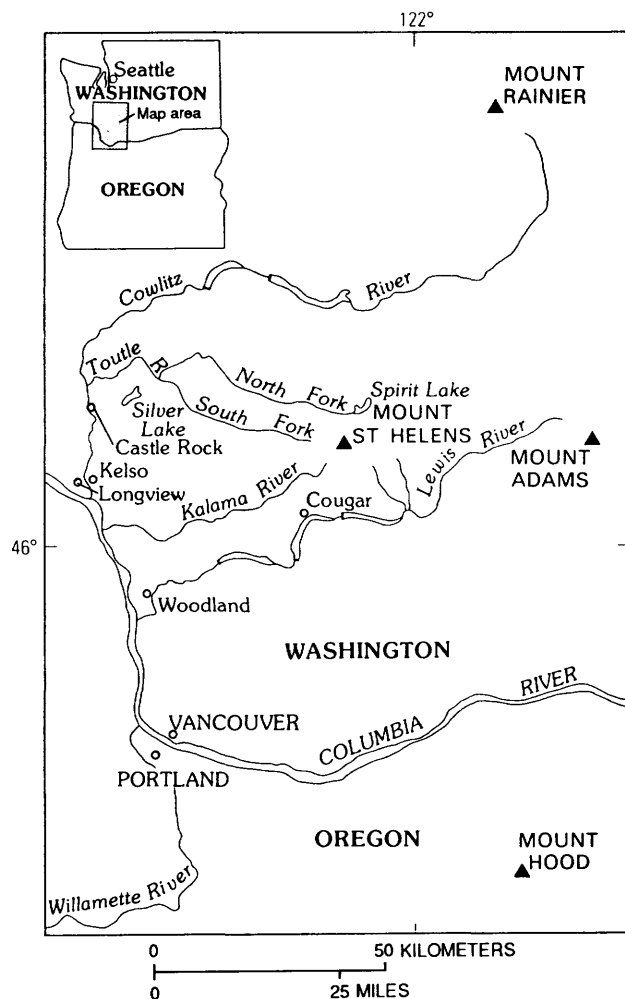 122°
Seattle
WASHINGTON
Map area
OREGON
MOUNT
RAINIER
Cowlitz
River
Toutle
R
North Fork
Spirit Lake
Silver
Lake
South Fork
MOUNT
ST HELENS
Castle Rock
Kelso
Longview
Kalama River
Cougar
Lewis River
MOUNT
ADAMS
46°
Woodland
WASHINGTON
VANCOUVER
COLUMBIA
RIVER
PORTLAND
OREGON
MOUNT
HOOD
Willamette River
0
50 KILOMETERS
0
25 MILES